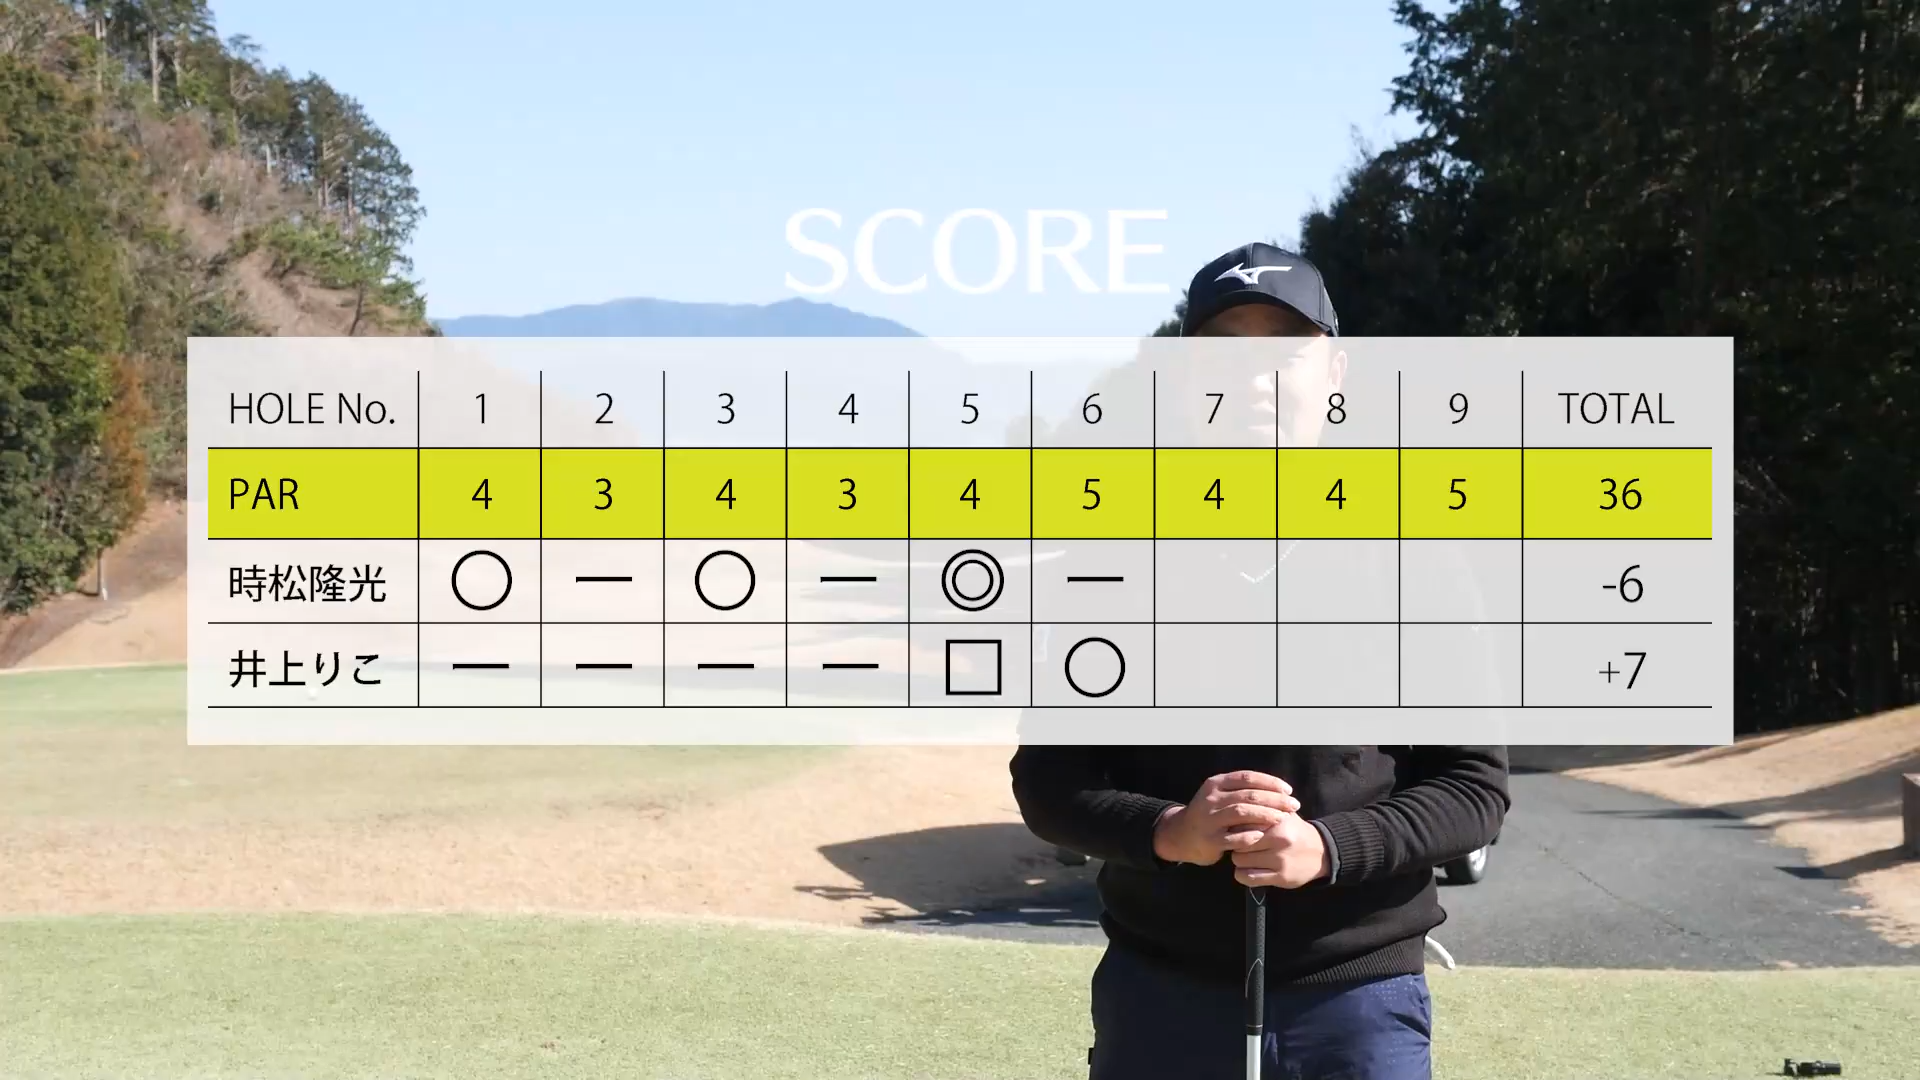 SCORE
HOLE No. 1 2 3 4 5 6 7 8 9 TOTAL
PAR 4 3 4 3 4 5 4 4 5 36
時松隆光 ○ — ○ — ◎ — -6
井上りこ — — — — □ ○ +7